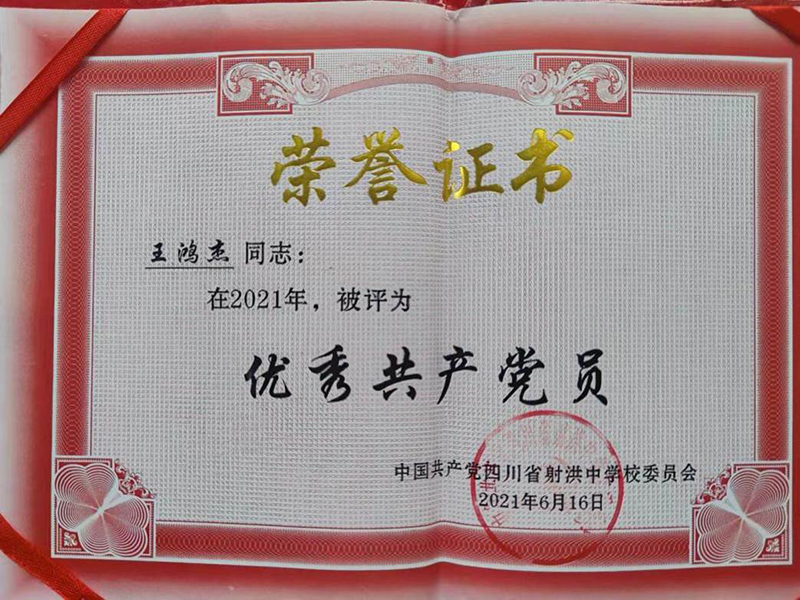 荣誉证书
王鸿杰 同志：
在2021年，被评为
优秀共产党员
中国共产党四川省射洪中学校委员会
2021年6月16日